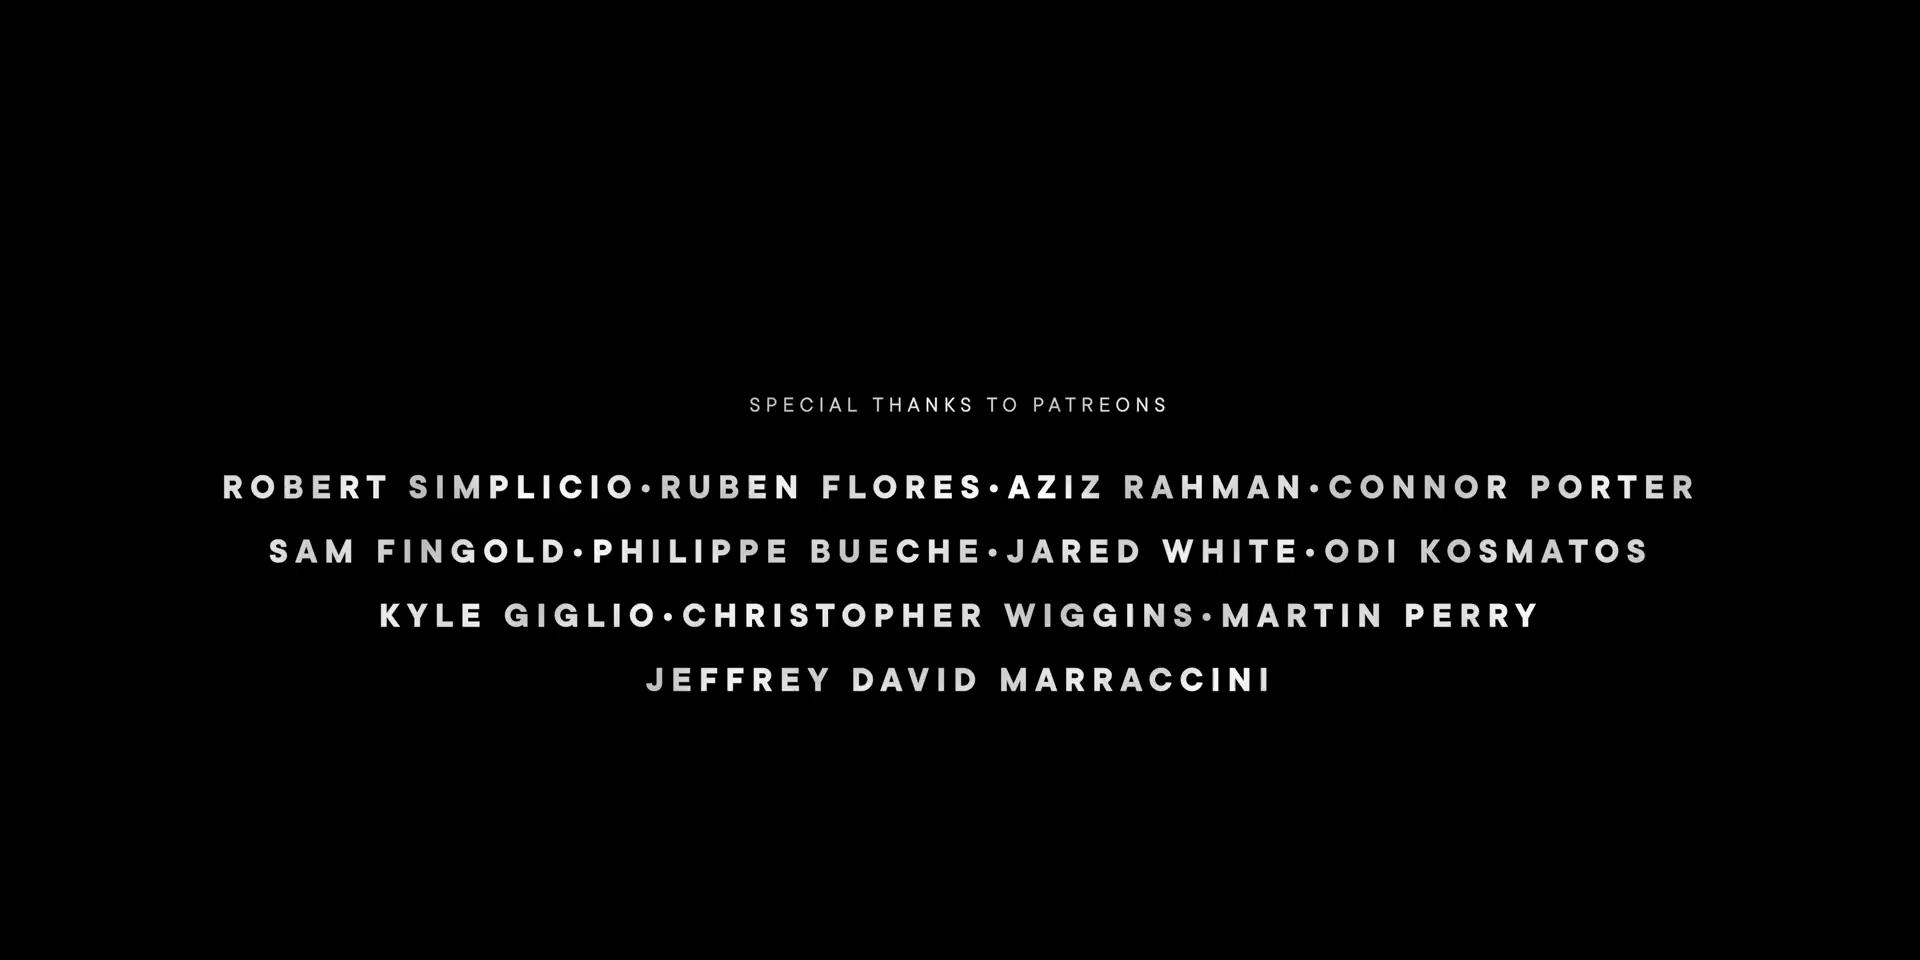 SPECIAL THANKS TO PATREONS
ROBERT SIMPLICIO•RUBEN FLORES•AZIZ RAHMAN•CONNOR PORTER
SAM FINGOLD•PHILIPPE BUECHE•JARED WHITE•ODI KOSMATOS
KYLE GIGLIO•CHRISTOPHER WIGGINS•MARTIN PERRY
JEFFREY DAVID MARRACCINI